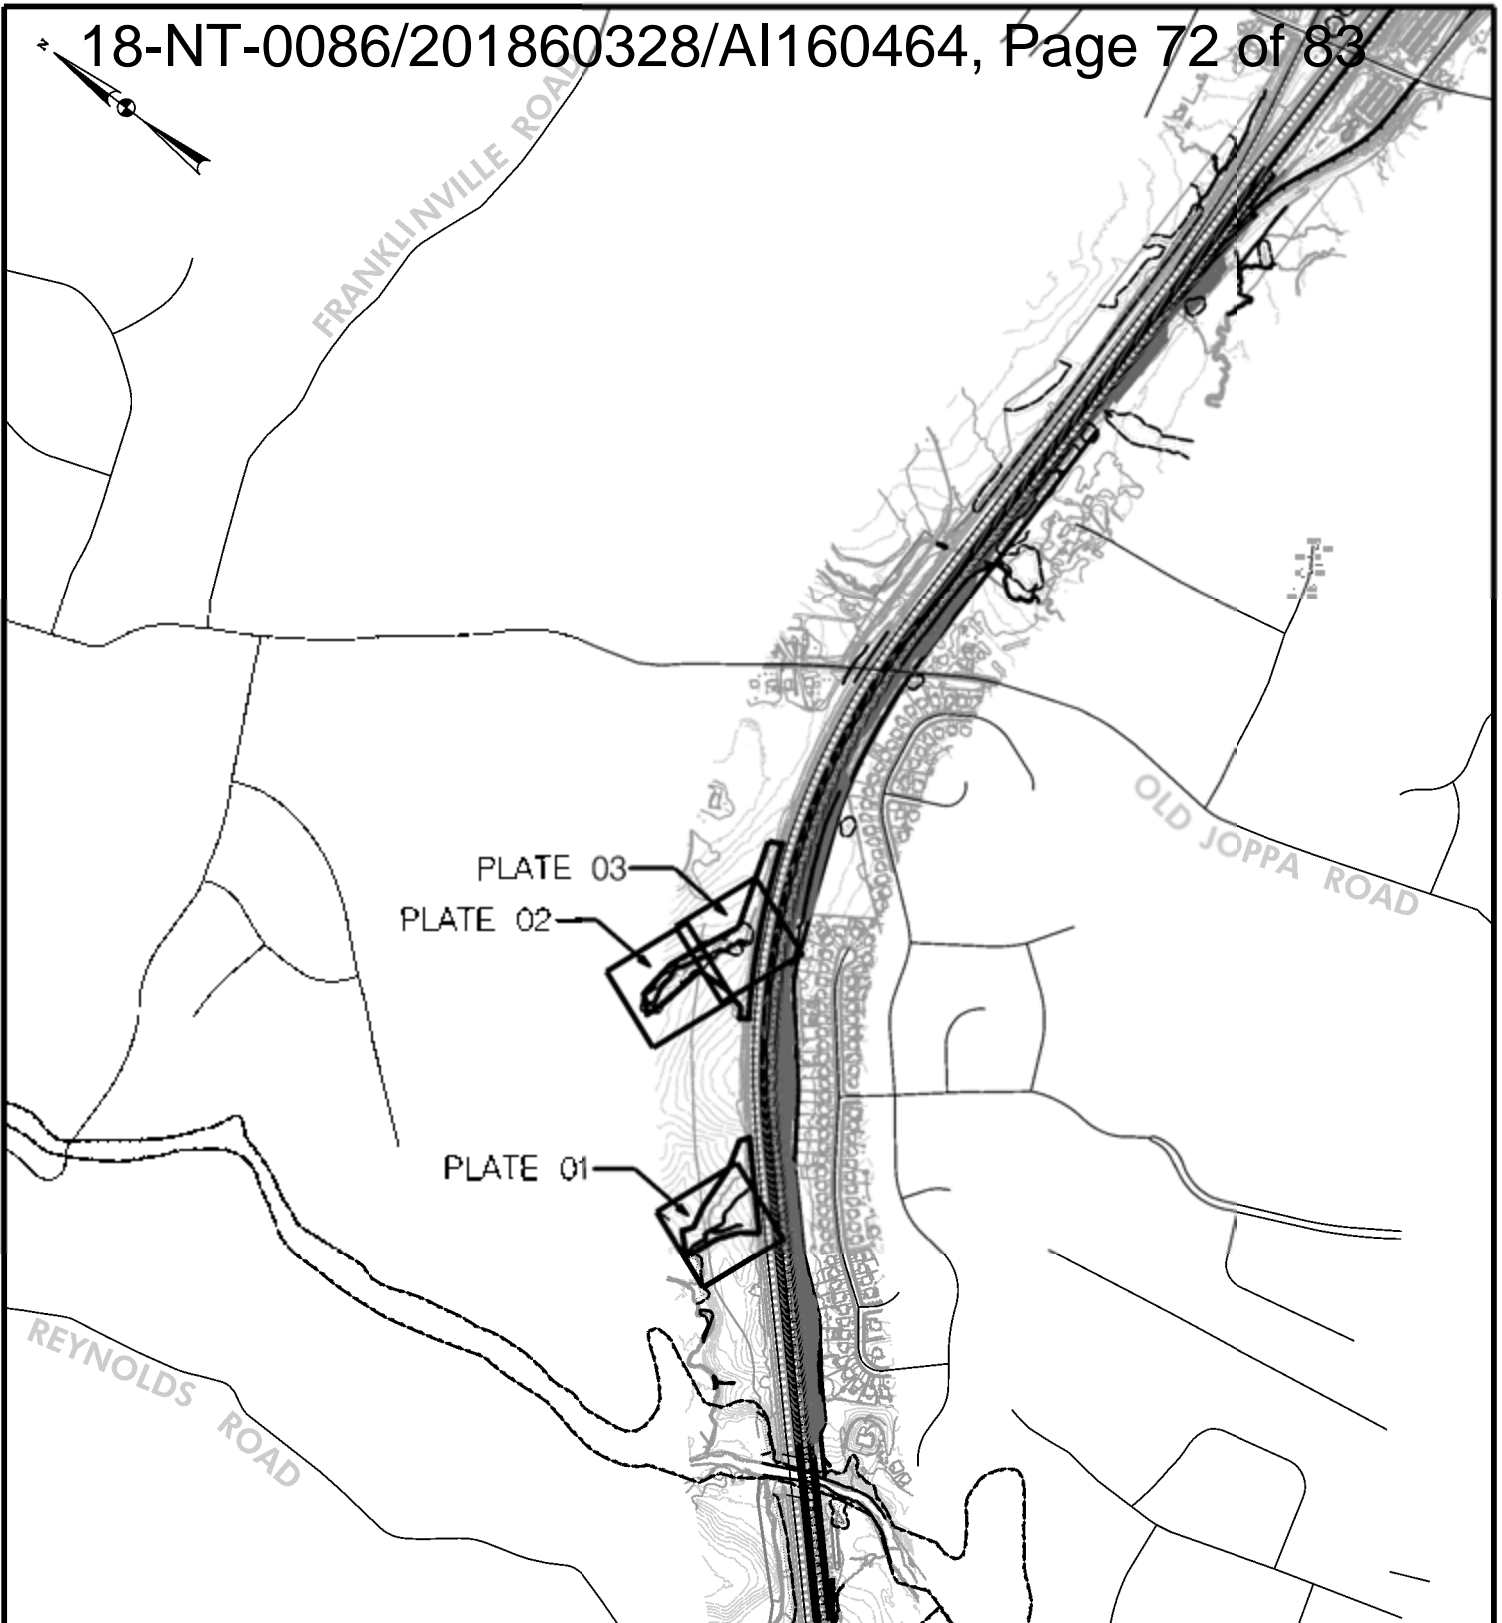 18-NT-0086/201860328/AI160464, Page 72 of 83
N
FRANKLINVILLE ROAD
OLD JOPPA ROAD
PLATE 03
PLATE 02
PLATE 01
REYNOLDS ROAD